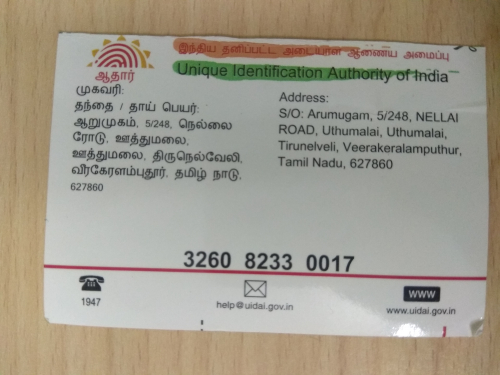 இந்திய தனிப்பட்ட அடையாள ஆணைய அமைப்பு
Unique Identification Authority of India
ஆதார்
முகவரி:
தந்தை / தாய் பெயர்:
ஆறுமுகம், 5/248, நெல்லை
ரோடு, ஊத்துமலை,
ஊத்துமலை, திருநெல்வேலி,
வீரகேரளம்புதூர், தமிழ் நாடு,
627860
Address:
S/O: Arumugam, 5/248, NELLAI
ROAD, Uthumalai, Uthumalai,
Tirunelveli, Veerakeralamputhur,
Tamil Nadu, 627860
3260 8233 0017
1947
help@uidai.gov.in
www
www.uidai.gov.in